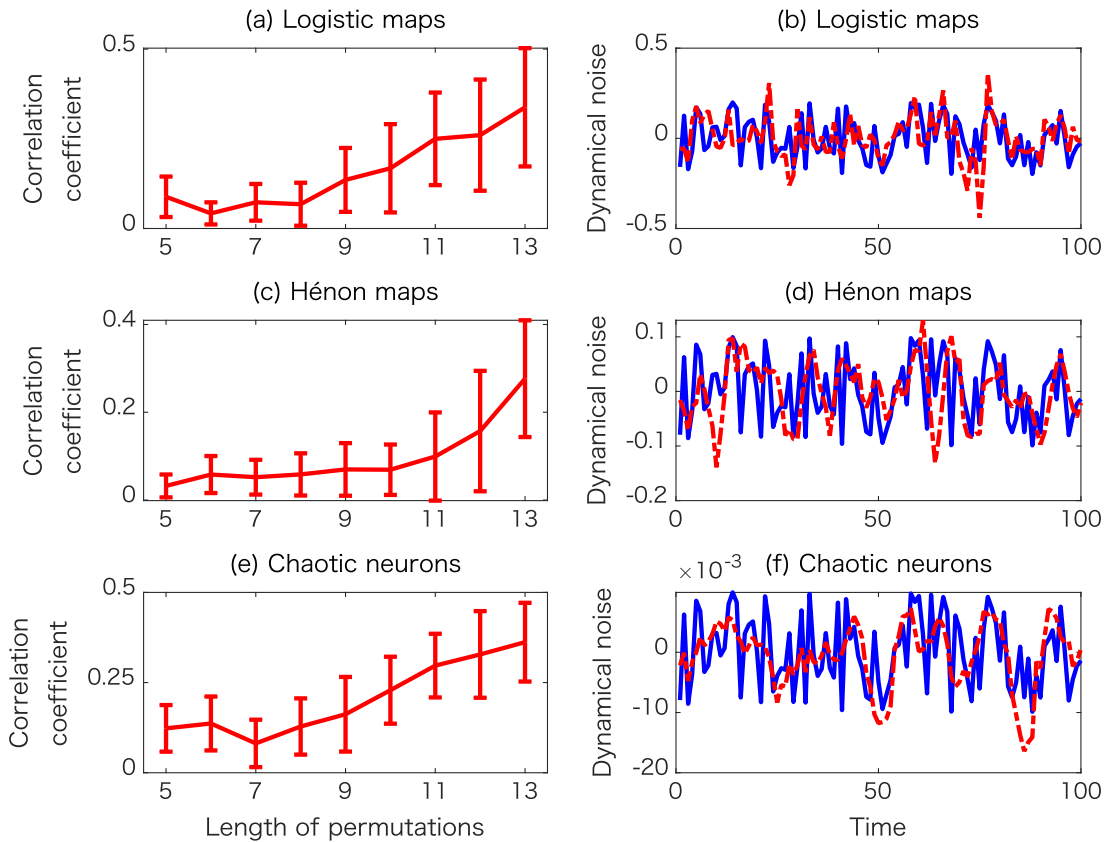 (a) Logistic maps
0.5
0
Correlation
coefficient
5 7 9 11 13
(b) Logistic maps
0.5
0
-0.5
Dynamical noise
0 50 100
(c) Hénon maps
0.4
0.2
0
Correlation
coefficient
5 7 9 11 13
(d) Hénon maps
0.1
0
-0.1
-0.2
Dynamical noise
0 50 100
(e) Chaotic neurons
0.5
0.25
0
Correlation
coefficient
5 7 9 11 13
Length of permutations
×10-3 (f) Chaotic neurons
0
-10
-20
Dynamical noise
0 50 100
Time